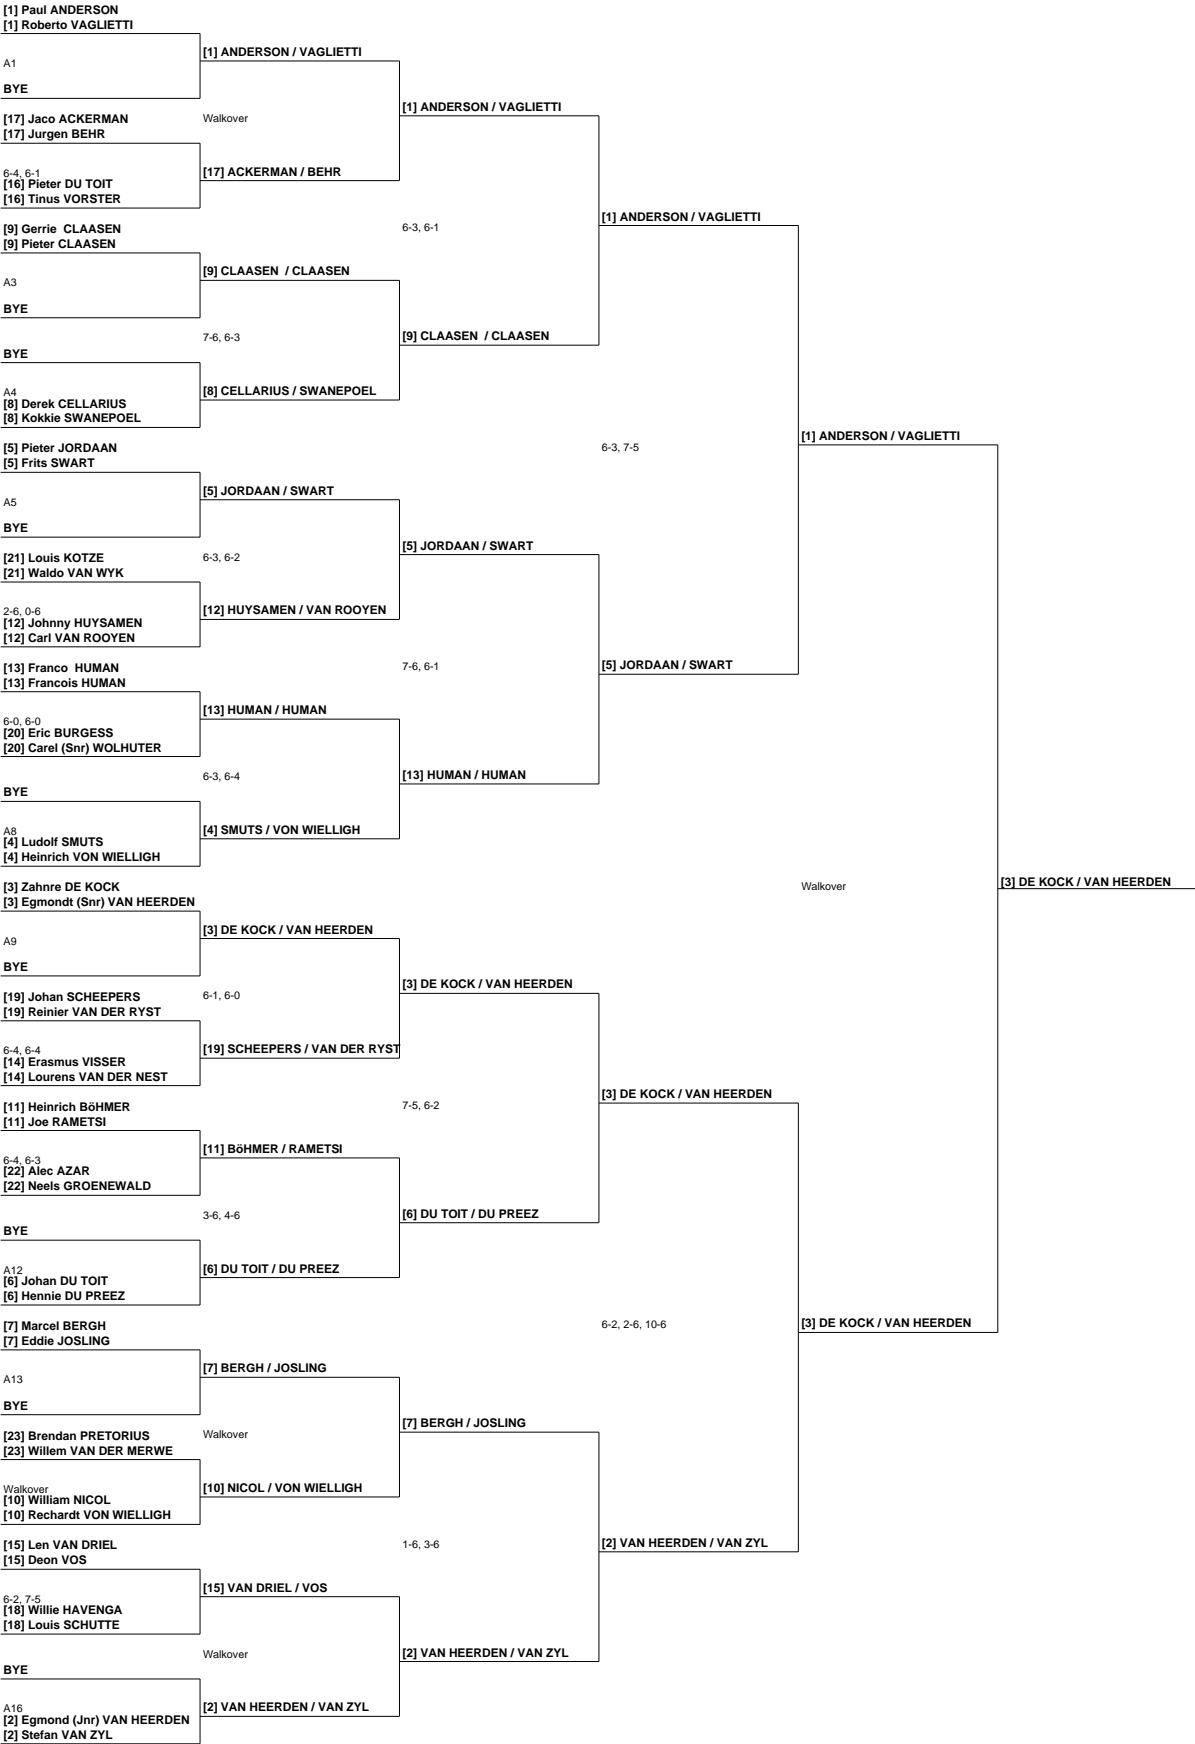 [1] Paul ANDERSON
[1] Roberto VAGLIETTI
[1] ANDERSON / VAGLIETTI
A1
BYE
[1] ANDERSON / VAGLIETTI
[17] Jaco ACKERMAN
Walkover
[17] Jurgen BEHR
6-4, 6-1
[17] ACKERMAN / BEHR
[16] Pieter DU TOIT
[16] Tinus VORSTER
[1] ANDERSON / VAGLIETTI
[9] Gerrie  CLAASEN
6-3, 6-1
[9] Pieter CLAASEN
[9] CLAASEN  / CLAASEN
A3
BYE
7-6, 6-3
[9] CLAASEN  / CLAASEN
BYE
A4
[8] CELLARIUS / SWANEPOEL
[8] Derek CELLARIUS
[8] Kokkie SWANEPOEL
[1] ANDERSON / VAGLIETTI
[5] Pieter JORDAAN
6-3, 7-5
[5] Frits SWART
[5] JORDAAN / SWART
A5
BYE
[5] JORDAAN / SWART
[21] Louis KOTZE
6-3, 6-2
[21] Waldo VAN WYK
2-6, 0-6
[12] HUYSAMEN / VAN ROOYEN
[12] Johnny HUYSAMEN
[12] Carl VAN ROOYEN
[13] Franco  HUMAN
7-6, 6-1
[5] JORDAAN / SWART
[13] Francois HUMAN
[13] HUMAN / HUMAN
6-0, 6-0
[20] Eric BURGESS
[20] Carel (Snr) WOLHUTER
6-3, 6-4
[13] HUMAN / HUMAN
BYE
A8
[4] SMUTS / VON WIELLIGH
[4] Ludolf SMUTS
[4] Heinrich VON WIELLIGH
[3] Zahnre DE KOCK
Walkover
[3] DE KOCK / VAN HEERDEN
[3] Egmondt (Snr) VAN HEERDEN
[3] DE KOCK / VAN HEERDEN
A9
BYE
[3] DE KOCK / VAN HEERDEN
[19] Johan SCHEEPERS
6-1, 6-0
[19] Reinier VAN DER RYST
6-4, 6-4
[19] SCHEEPERS / VAN DER RYST
[14] Erasmus VISSER
[14] Lourens VAN DER NEST
[3] DE KOCK / VAN HEERDEN
[11] Heinrich BöHMER
7-5, 6-2
[11] Joe RAMETSI
[11] BöHMER / RAMETSI
6-4, 6-3
[22] Alec AZAR
[22] Neels GROENEWALD
3-6, 4-6
[6] DU TOIT / DU PREEZ
BYE
A12
[6] DU TOIT / DU PREEZ
[6] Johan DU TOIT
[6] Hennie DU PREEZ
[7] Marcel BERGH
6-2, 2-6, 10-6
[3] DE KOCK / VAN HEERDEN
[7] Eddie JOSLING
[7] BERGH / JOSLING
A13
BYE
[7] BERGH / JOSLING
[23] Brendan PRETORIUS
Walkover
[23] Willem VAN DER MERWE
Walkover
[10] NICOL / VON WIELLIGH
[10] William NICOL
[10] Rechardt VON WIELLIGH
[15] Len VAN DRIEL
1-6, 3-6
[2] VAN HEERDEN / VAN ZYL
[15] Deon VOS
[15] VAN DRIEL / VOS
6-2, 7-5
[18] Willie HAVENGA
[18] Louis SCHUTTE
Walkover
[2] VAN HEERDEN / VAN ZYL
BYE
A16
[2] VAN HEERDEN / VAN ZYL
[2] Egmond (Jnr) VAN HEERDEN
[2] Stefan VAN ZYL